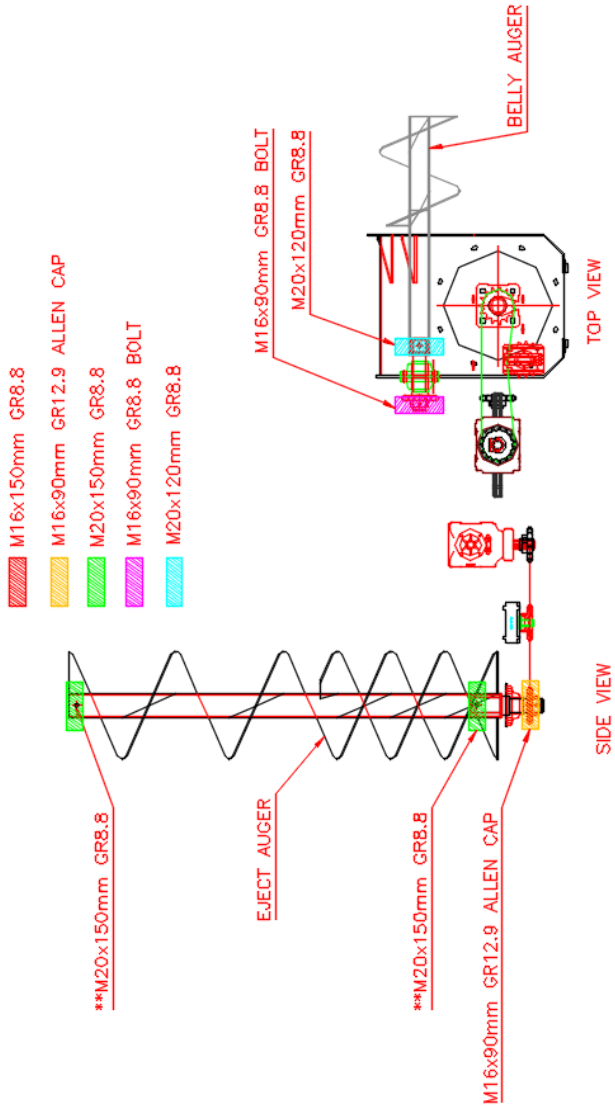 M16x150mm GR8.8
M16x90mm GR12.9 ALLEN CAP
M20x150mm GR8.8
M16x90mm GR8.8 BOLT
M20x120mm GR8.8
**M20x150mm GR8.8
EJECT AUGER
**M20x150mm GR8.8
M16x90mm GR12.9 ALLEN CAP
SIDE VIEW
M16x90mm GR8.8 BOLT
M20x120mm GR8.8
BELLY AUGER
TOP VIEW